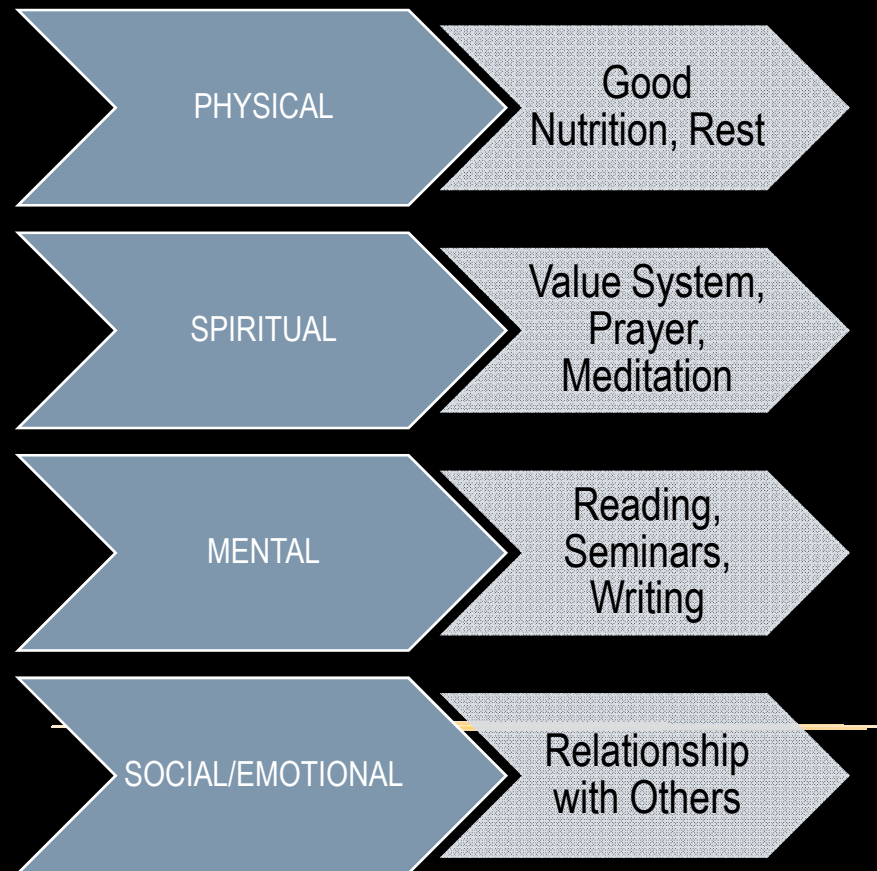 PHYSICAL
Good
Nutrition, Rest
SPIRITUAL
Value System,
Prayer,
Meditation
MENTAL
Reading,
Seminars,
Writing
SOCIAL/EMOTIONAL
Relationship
with Others